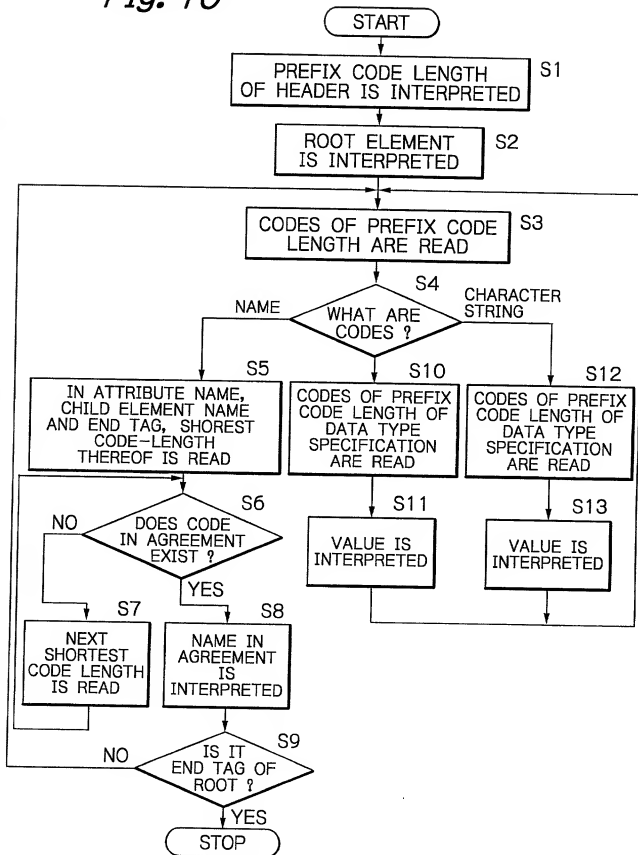 Fig. 10
START
S1
PREFIX CODE LENGTH
OF HEADER IS INTERPRETED
S2
ROOT ELEMENT
IS INTERPRETED
S3
CODES OF PREFIX CODE
LENGTH ARE READ
S4
NAME
WHAT ARE
CODES ?
CHARACTER
STRING
S5
IN ATTRIBUTE NAME,
CHILD ELEMENT NAME
AND END TAG, SHOREST
CODE-LENGTH
THEREOF IS READ
S10
CODES OF PREFIX
CODE LENGTH OF
DATA TYPE
SPECIFICATION
ARE READ
S12
CODES OF PREFIX
CODE LENGTH OF
DATA TYPE
SPECIFICATION
ARE READ
S6
NO
DOES CODE
IN AGREEMENT
EXIST ?
YES
S11
VALUE IS
INTERPRETED
S13
VALUE IS
INTERPRETED
S7
NEXT
SHORTEST
CODE LENGTH
IS READ
S8
NAME IN
AGREEMENT
IS
INTERPRETED
S9
NO
IS IT
END TAG OF
ROOT ?
YES
STOP